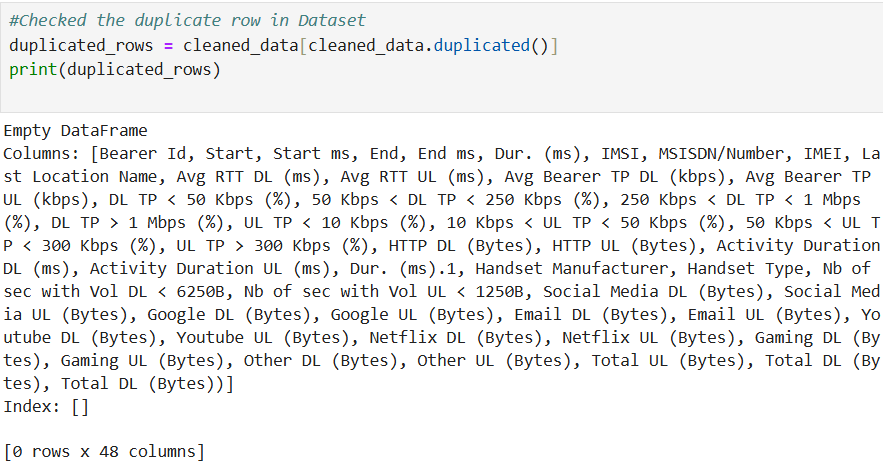 #Checked the duplicate row in Dataset
duplicated_rows = cleaned_data[cleaned_data.duplicated()]
print(duplicated_rows)
Empty DataFrame
Columns: [Bearer Id, Start, Start ms, End, End ms, Dur. (ms), IMSI, MSISDN/Number, IMEI, La
st Location Name, Avg RTT DL (ms), Avg RTT UL (ms), Avg Bearer TP DL (kbps), Avg Bearer TP
UL (kbps), DL TP < 50 Kbps (%), 50 Kbps < DL TP < 250 Kbps (%), 250 Kbps < DL TP < 1 Mbps
(%), DL TP > 1 Mbps (%), UL TP < 10 Kbps (%), 10 Kbps < UL TP < 50 Kbps (%), 50 Kbps < UL T
P < 300 Kbps (%), UL TP > 300 Kbps (%), HTTP DL (Bytes), HTTP UL (Bytes), Activity Duration
DL (ms), Activity Duration UL (ms), Dur. (ms).1, Handset Manufacturer, Handset Type, Nb of
sec with Vol DL < 6250B, Nb of sec with Vol UL < 1250B, Social Media DL (Bytes), Social Med
ia UL (Bytes), Google DL (Bytes), Google UL (Bytes), Email DL (Bytes), Email UL (Bytes), Yo
utube DL (Bytes), Youtube UL (Bytes), Netflix DL (Bytes), Netflix UL (Bytes), Gaming DL (By
tes), Gaming UL (Bytes), Other DL (Bytes), Other UL (Bytes), Total UL (Bytes), Total DL (By
tes), Total DL (Bytes))]
Index: []
[0 rows x 48 columns]